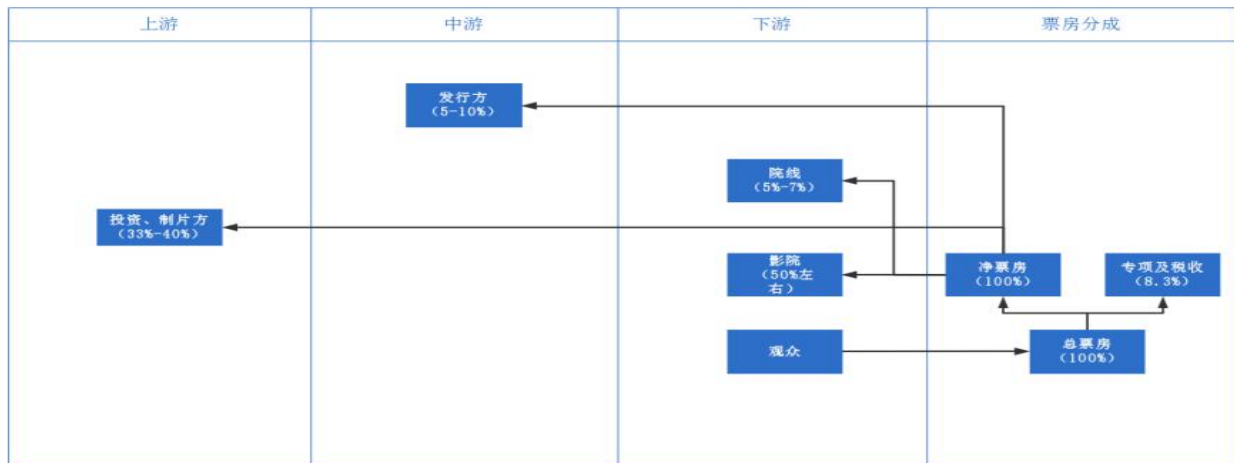 上游
中游
下游
票房分成
发行方
(5-10%)
院线
(5%-7%)
投资、制片方
(33%-40%)
影院
(50%左
右)
净票房
(100%)
专项及税收
(8.3%)
观众
总票房
(100%)